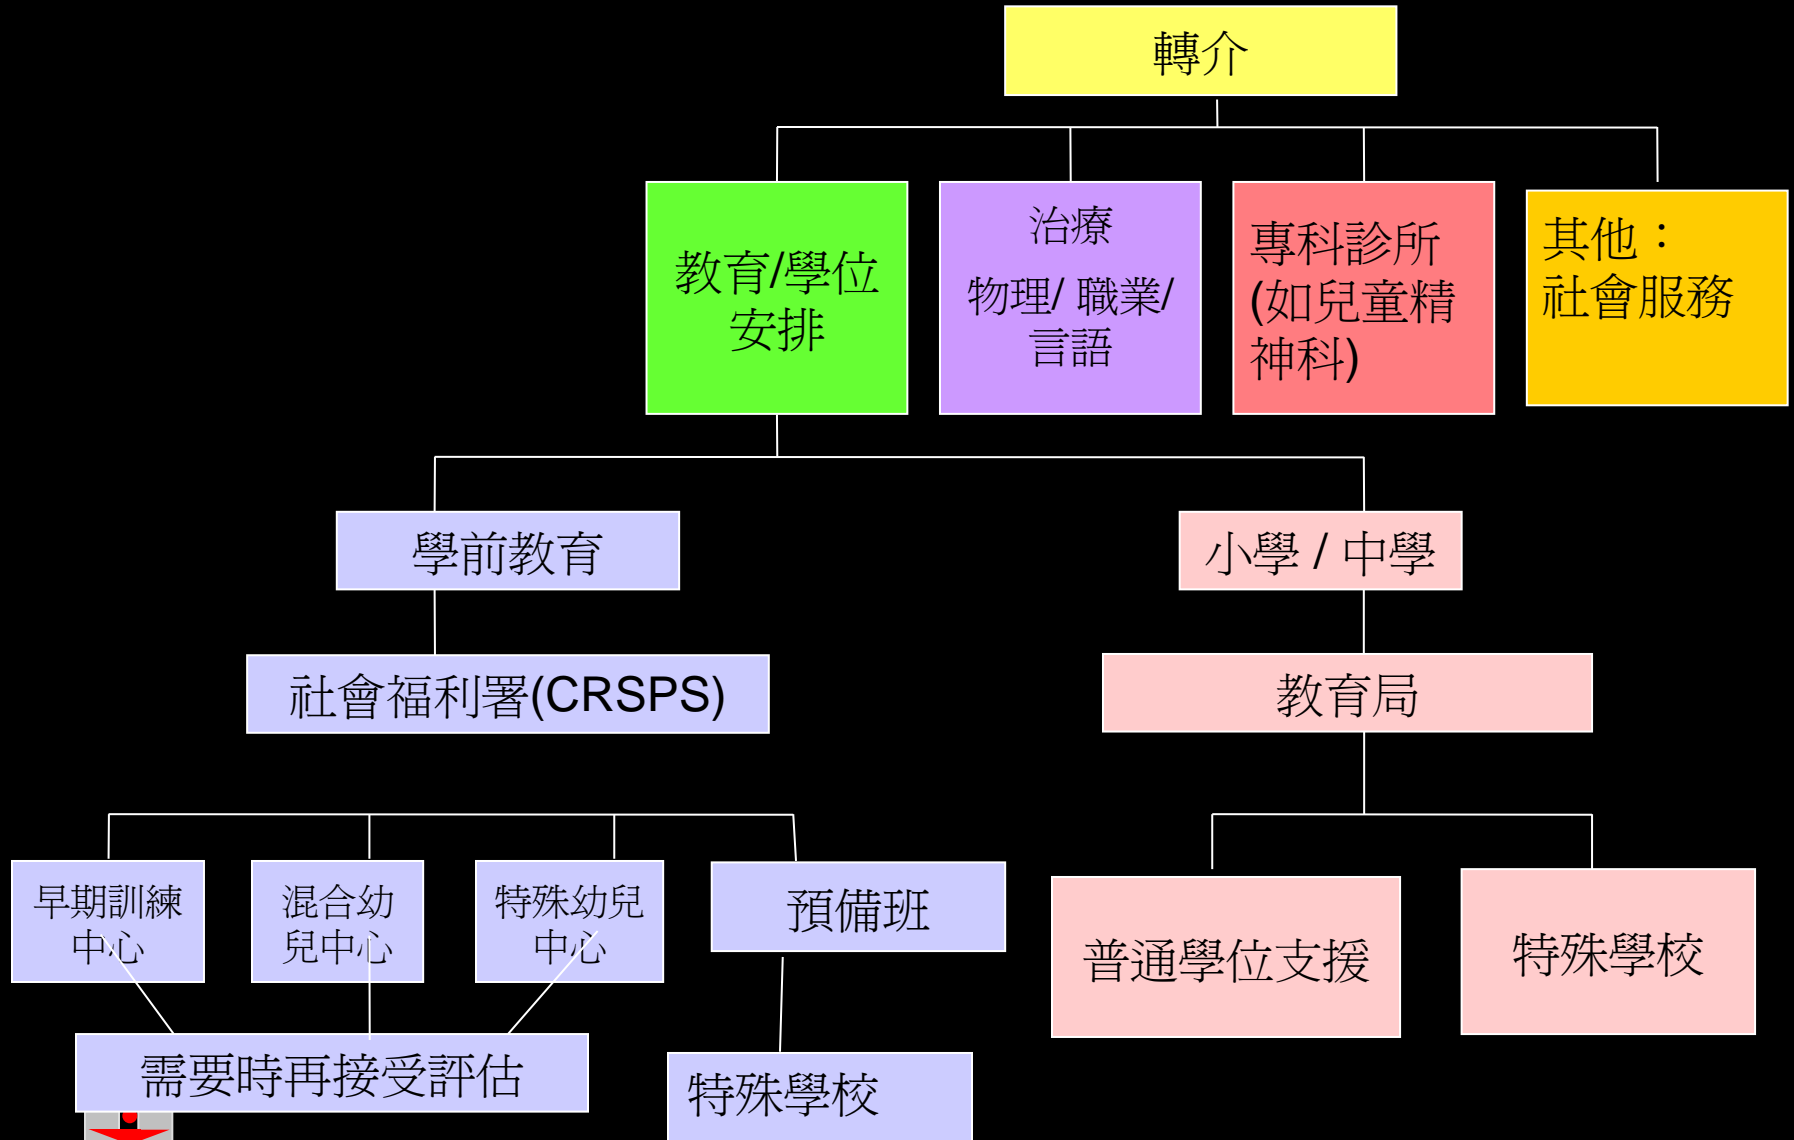 轉介
教育/學位
安排
治療
物理/ 職業/
言語
專科診所
(如兒童精
神科)
其他：
社會服務
學前教育
小學 / 中學
社會福利署(CRSPS)
教育局
早期訓練
中心
混合幼
兒中心
特殊幼兒
中心
預備班
普通學位支援
特殊學校
需要時再接受評估
特殊學校